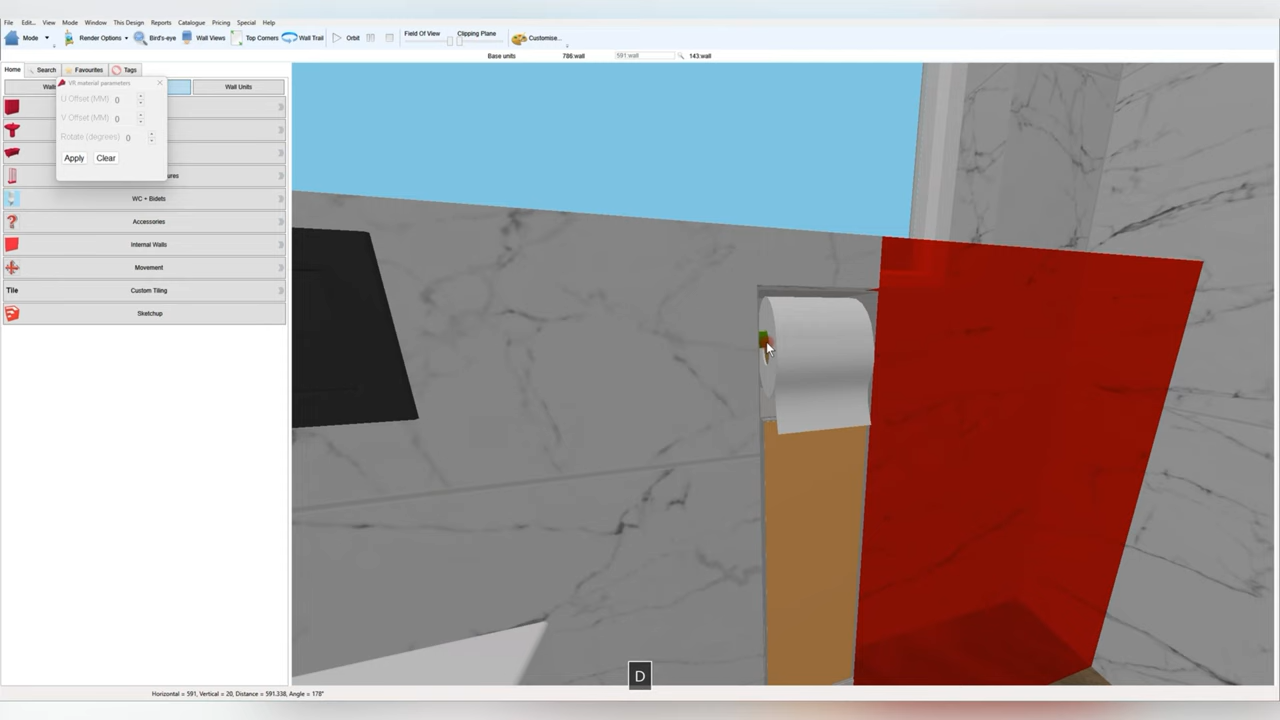 File Edit... View Mode Window This Design Reports Catalogue Pricing Special Help
Mode Render Options Bird's-eye Wall Views Top Corners Wall Trail Orbit Field Of View Clipping Plane Customise...
Base units 786:wall 591:wall 143:wall
Home Search Favourites Tags
VR material parameters
Wall Units
U Offset (MM) 0
V Offset (MM) 0
Rotate (degrees) 0
Apply Clear
WC + Bidets
Accessories
Internal Walls
Movement
Tile Custom Tiling
Sketchup
D
Horizontal = 591, Vertical = 20, Distance = 591.338, Angle = 178°